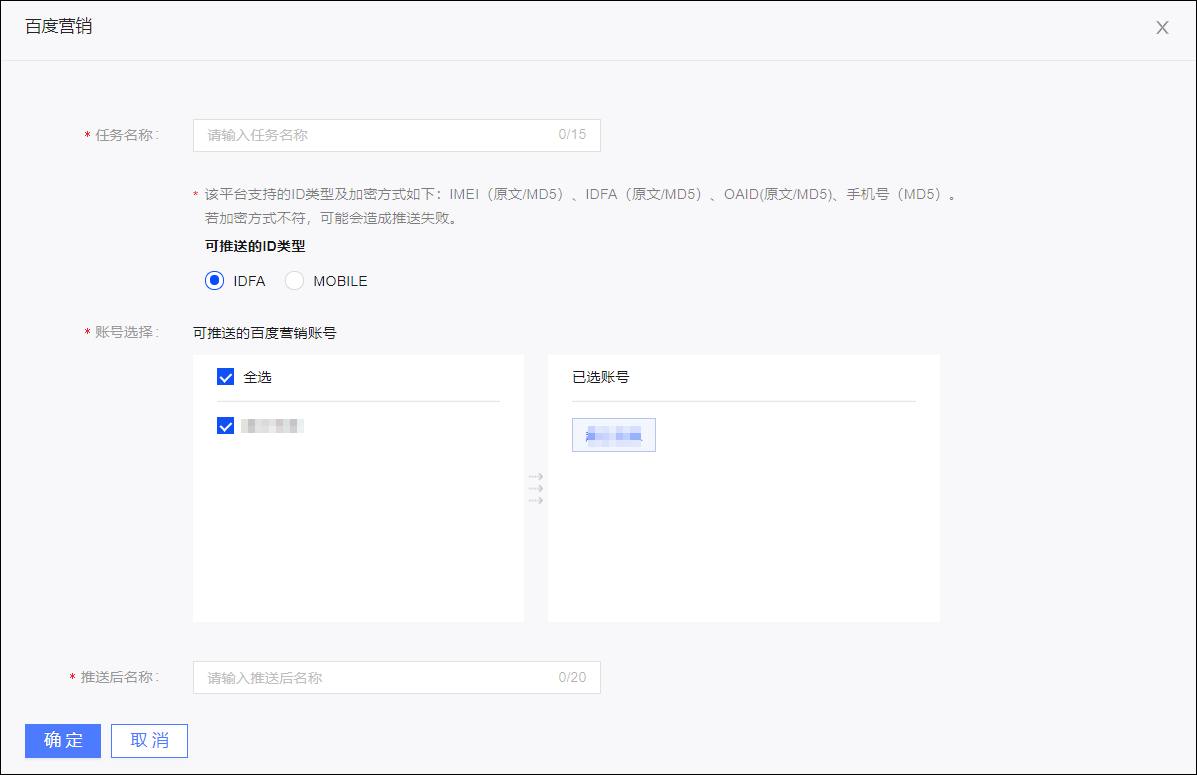 百度营销
X
* 任务名称:
请输入任务名称 0/15
* 该平台支持的ID类型及加密方式如下：IMEI（原文/MD5）、IDFA（原文/MD5）、OAID(原文/MD5)、手机号（MD5）。
若加密方式不符，可能会造成推送失败。
可推送的ID类型
IDFA MOBILE
* 账号选择: 可推送的百度营销账号
全选 已选账号
* 推送后名称:
请输入推送后名称 0/20
确定 取消